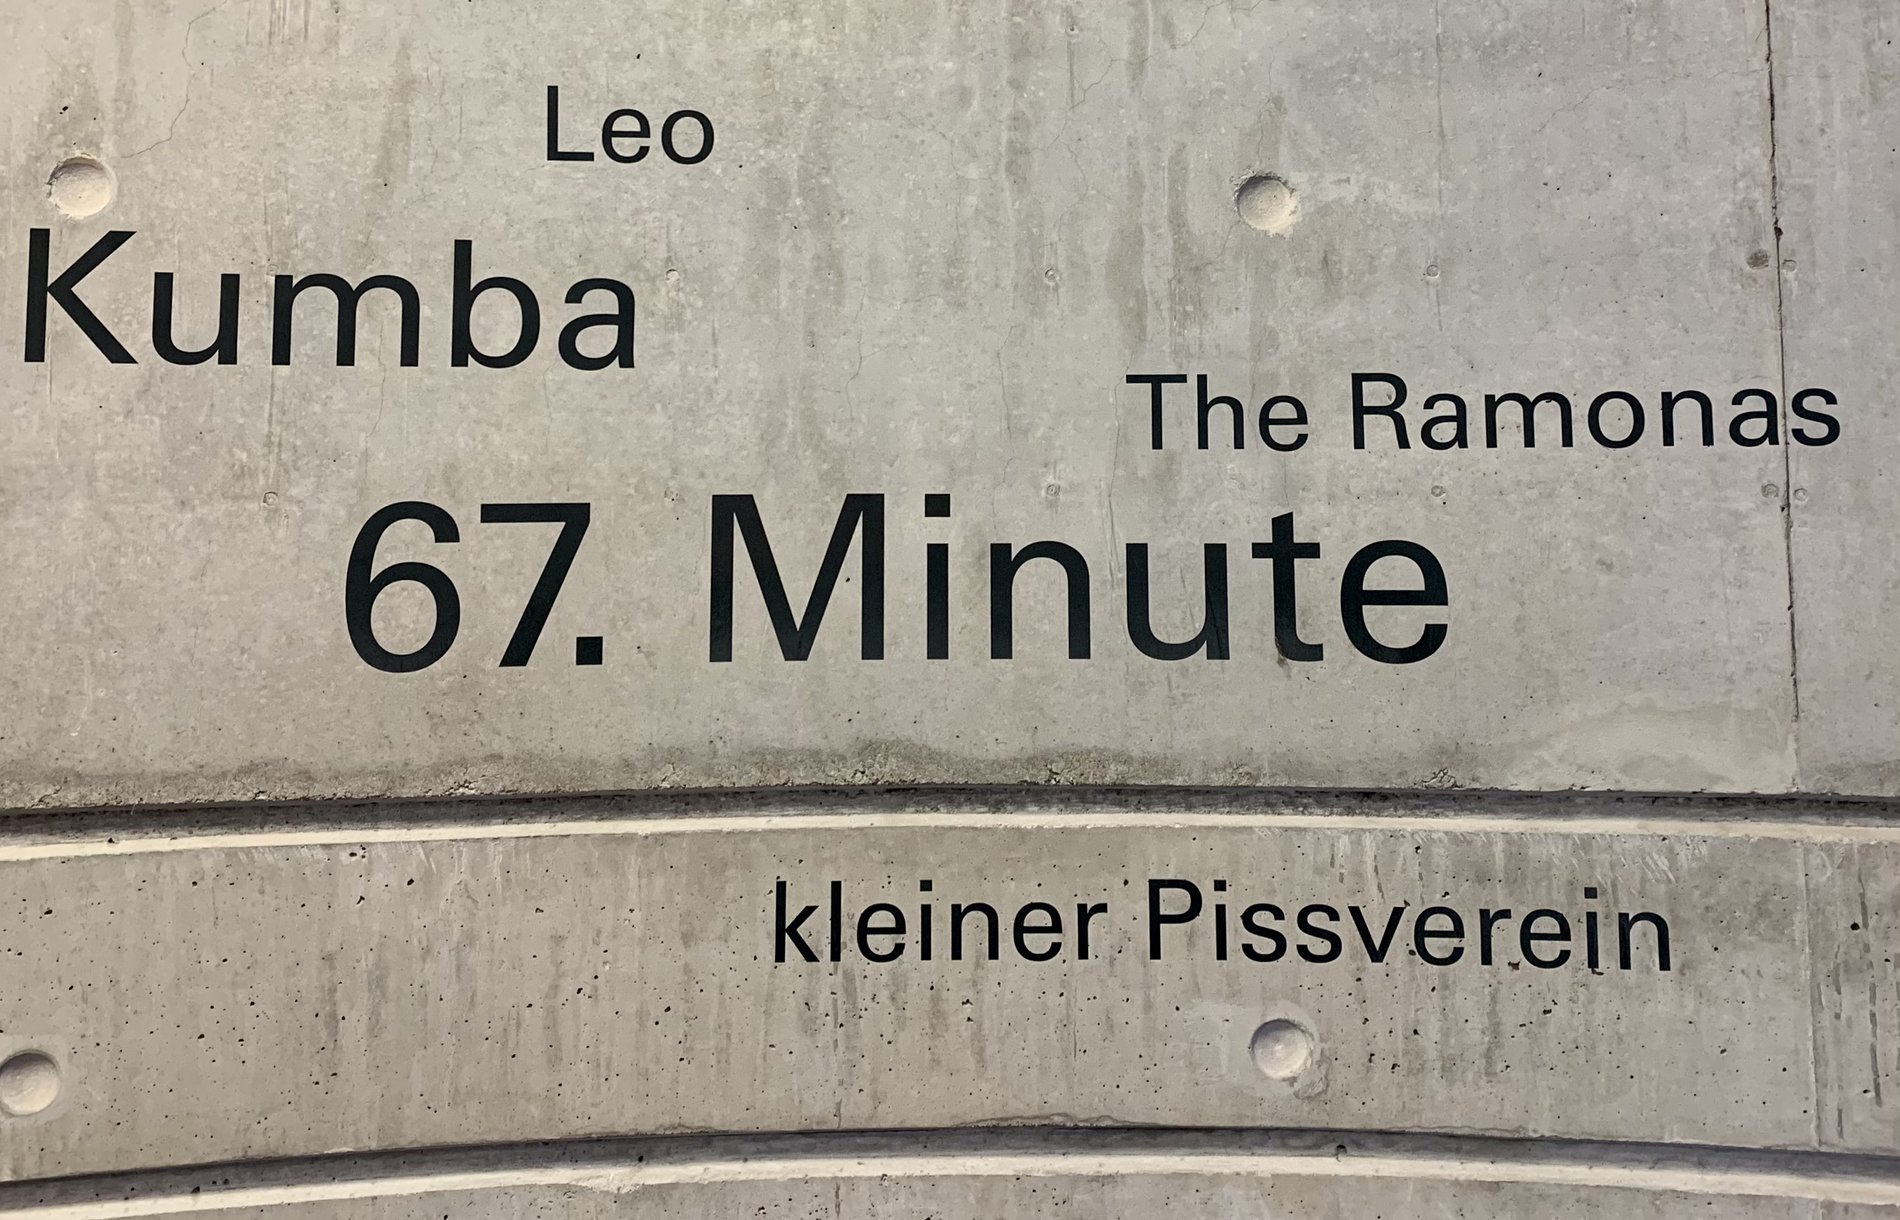 Leo
Kumba
The Ramonas
67. Minute
kleiner Pissverein